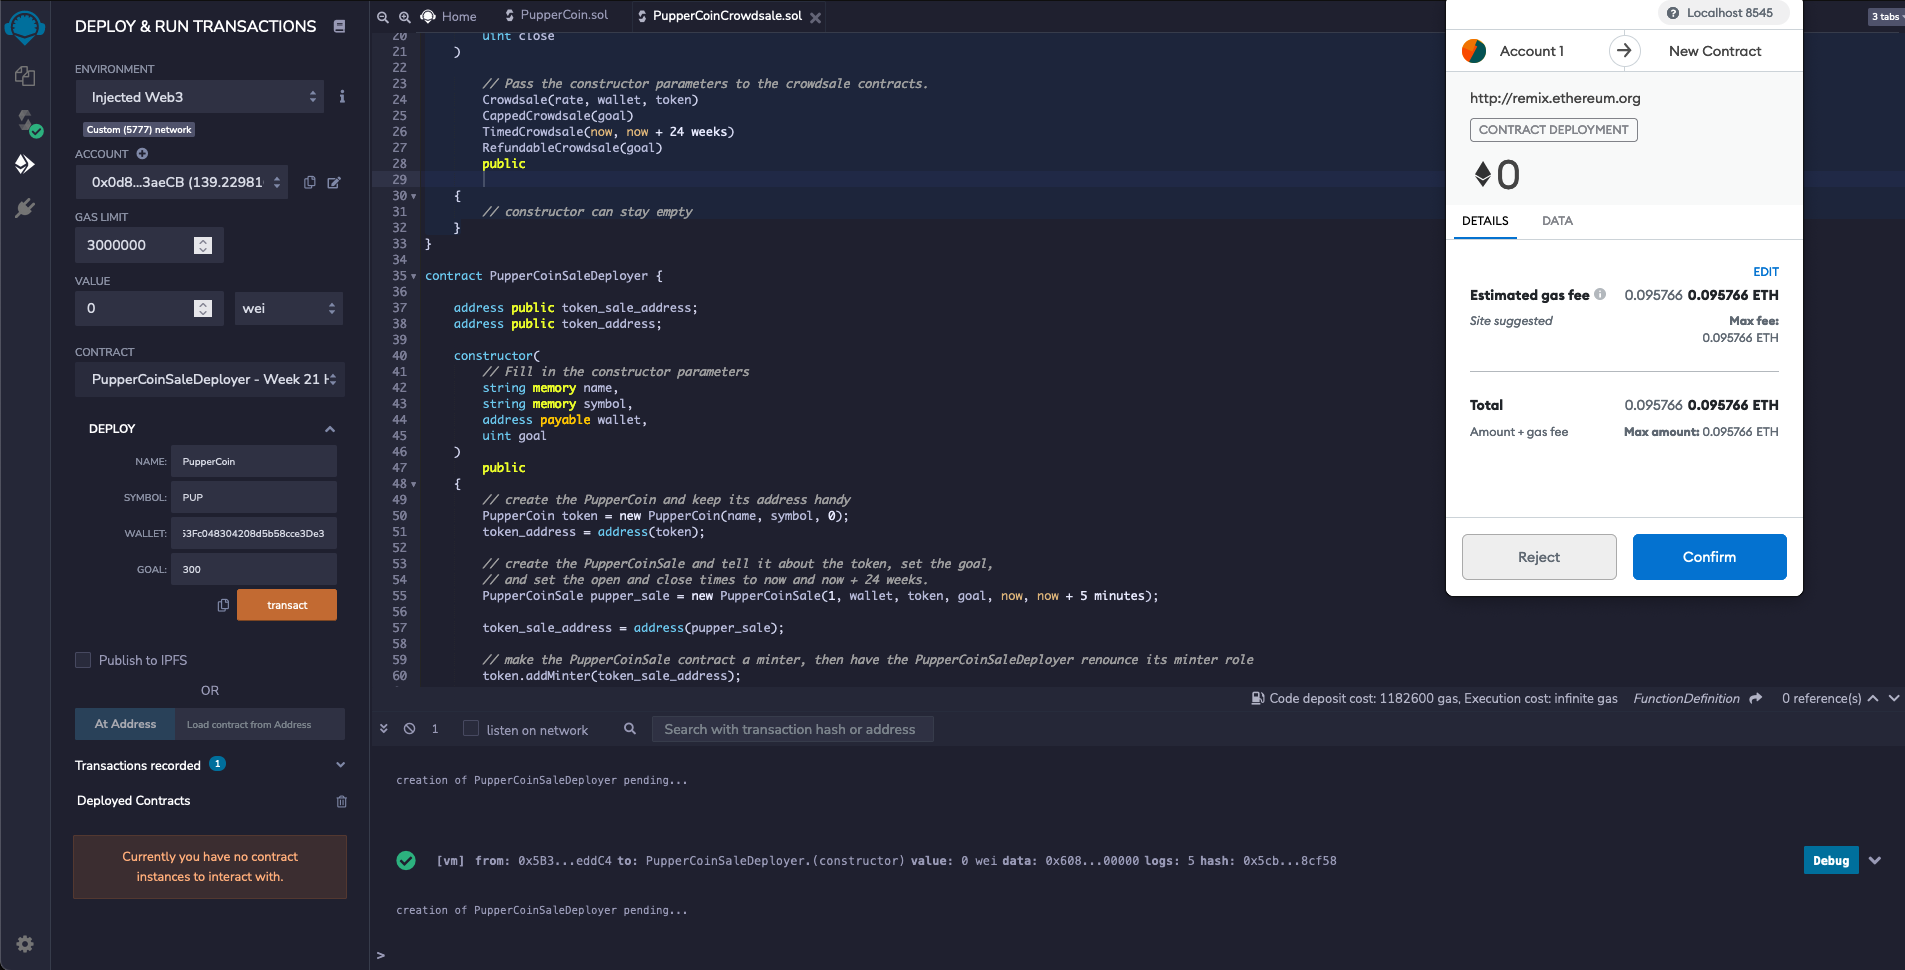 DEPLOY & RUN TRANSACTIONS
ENVIRONMENT
Injected Web3
i
Custom (5777) network
ACCOUNT
0x0d8...3aeCB (139.22981
GAS LIMIT
3000000
VALUE
0
wei
CONTRACT
PupperCoinSaleDeployer - Week 21 H
DEPLOY
NAME: PupperCoin
SYMBOL: PUP
WALLET: 53Fc048304208d5b58cce3De3
GOAL: 300
transact
Publish to IPFS
OR
At Address Load contract from Address
Transactions recorded 1
Deployed Contracts
Currently you have no contract
instances to interact with.
Home PupperCoin.sol PupperCoinCrowdsale.sol
20 uint close
21 )
22
23 // Pass the constructor parameters to the crowdsale contracts.
24 Crowdsale(rate, wallet, token)
25 CappedCrowdsale(goal)
26 TimedCrowdsale(now, now + 24 weeks)
27 RefundableCrowdsale(goal)
28 public
29
30 {
31 // constructor can stay empty
32 }
33 }
34
35 contract PupperCoinSaleDeployer {
36
37 address public token_sale_address;
38 address public token_address;
39
40 constructor(
41 // Fill in the constructor parameters
42 string memory name,
43 string memory symbol,
44 address payable wallet,
45 uint goal
46 )
47 public
48 {
49 // create the PupperCoin and keep its address handy
50 PupperCoin token = new PupperCoin(name, symbol, 0);
51 token_address = address(token);
52
53 // create the PupperCoinSale and tell it about the token, set the goal,
54 // and set the open and close times to now and now + 24 weeks.
55 PupperCoinSale pupper_sale = new PupperCoinSale(1, wallet, token, goal, now, now + 5 minutes);
56
57 token_sale_address = address(pupper_sale);
58
59 // make the PupperCoinSale contract a minter, then have the PupperCoinSaleDeployer renounce its minter role
60 token.addMinter(token_sale_address);
Code deposit cost: 1182600 gas, Execution cost: infinite gas FunctionDefinition 0 reference(s)
1 listen on network Search with transaction hash or address
creation of PupperCoinSaleDeployer pending...
[vm] from: 0x5B3...eddC4 to: PupperCoinSaleDeployer.(constructor) value: 0 wei data: 0x608...00000 logs: 5 hash: 0x5cb...8cf58
Debug
creation of PupperCoinSaleDeployer pending...
>
3 tabs
? Localhost 8545
Account 1 New Contract
http://remix.ethereum.org
CONTRACT DEPLOYMENT
0
DETAILS DATA
EDIT
Estimated gas fee 0.095766 0.095766 ETH
Site suggested Max fee:
0.095766 ETH
Total 0.095766 0.095766 ETH
Amount + gas fee Max amount: 0.095766 ETH
Reject Confirm